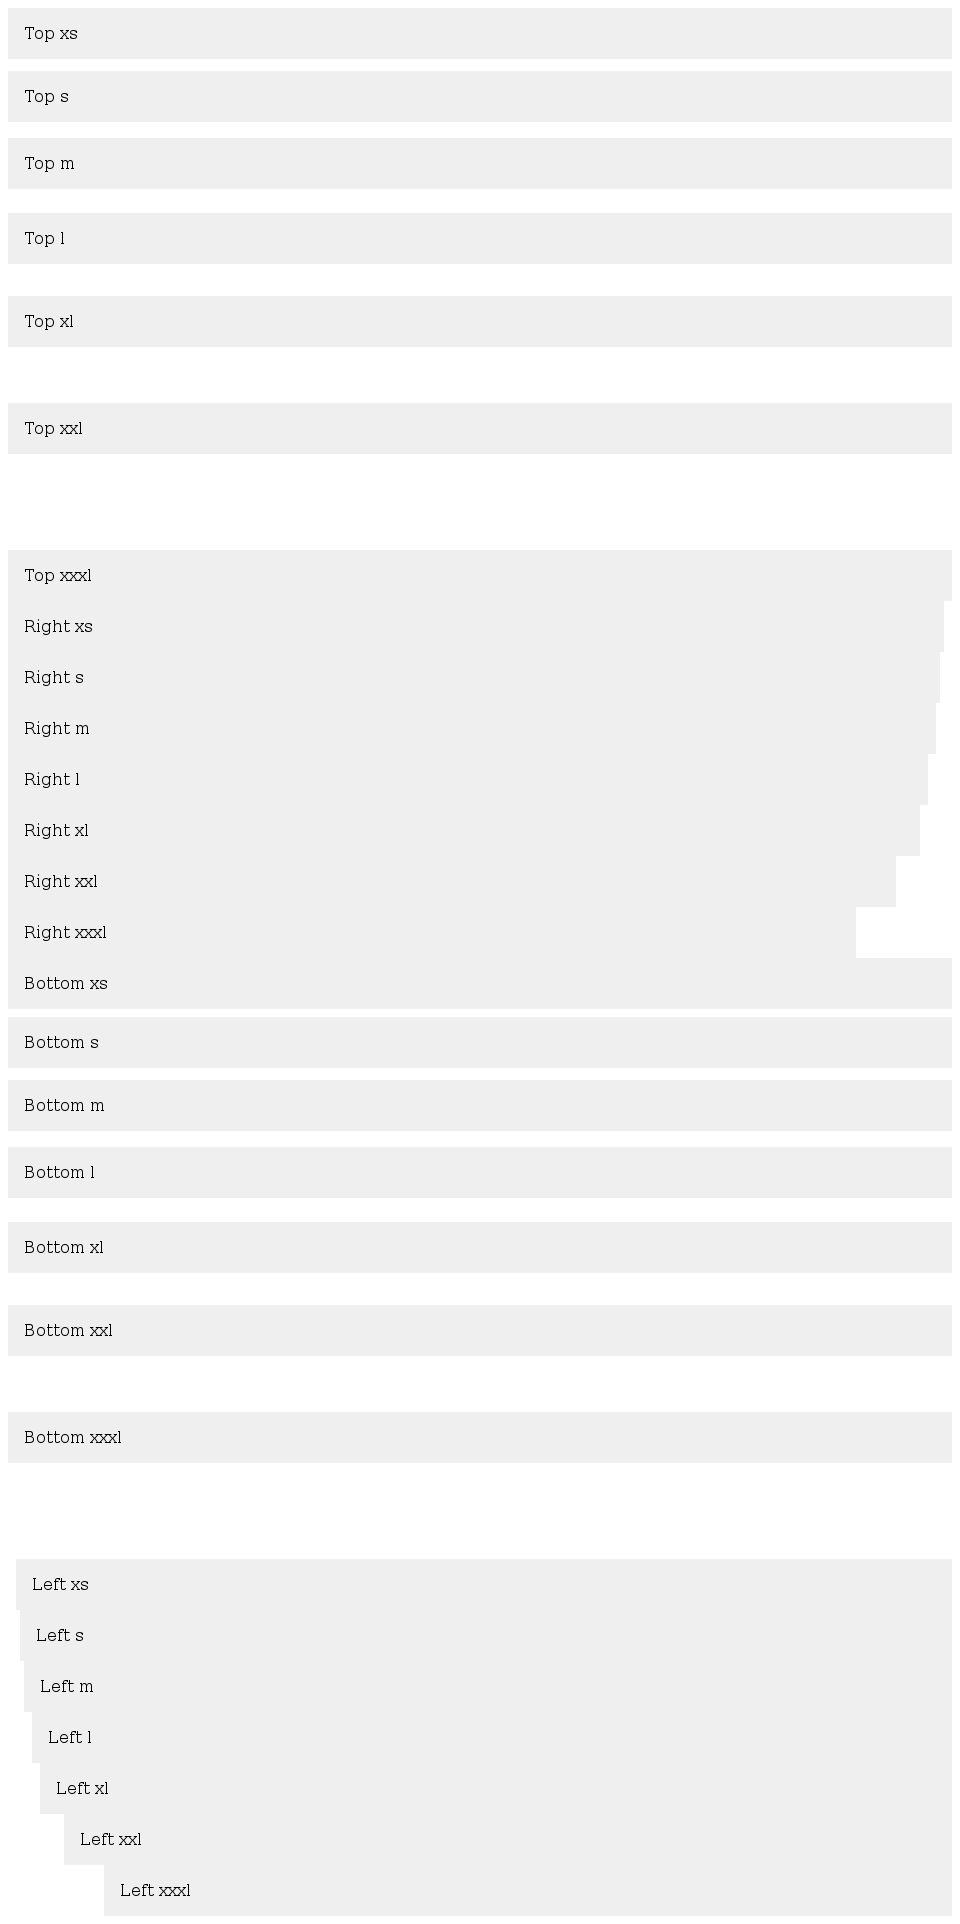 Top xs
Top s
Top m
Top l
Top xl
Top xxl
Top xxxl
Right xs
Right s
Right m
Right l
Right xl
Right xxl
Right xxxl
Bottom xs
Bottom s
Bottom m
Bottom l
Bottom xl
Bottom xxl
Bottom xxxl
Left xs
Left s
Left m
Left l
Left xl
Left xxl
Left xxxl